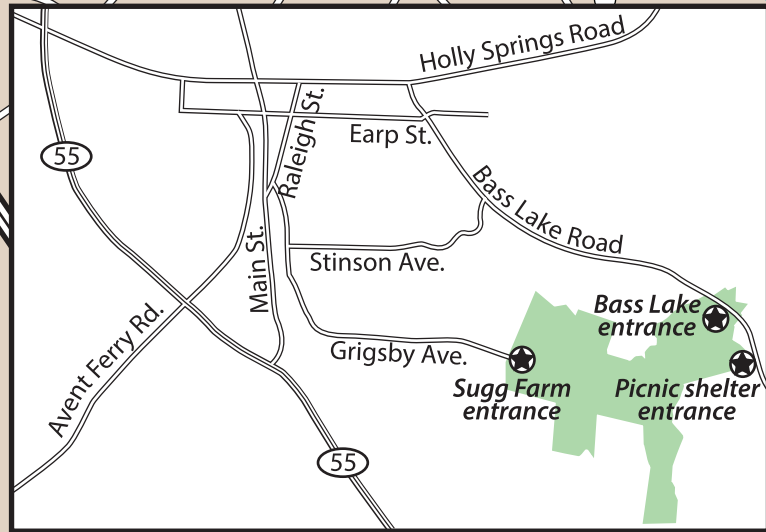 Holly Springs Road
55
Raleigh St.
Earp St.
Bass Lake Road
Main St.
Stinson Ave.
Avent Ferry Rd.
Bass Lake
entrance
Grigsby Ave.
Sugg Farm
entrance
Picnic shelter
entrance
55